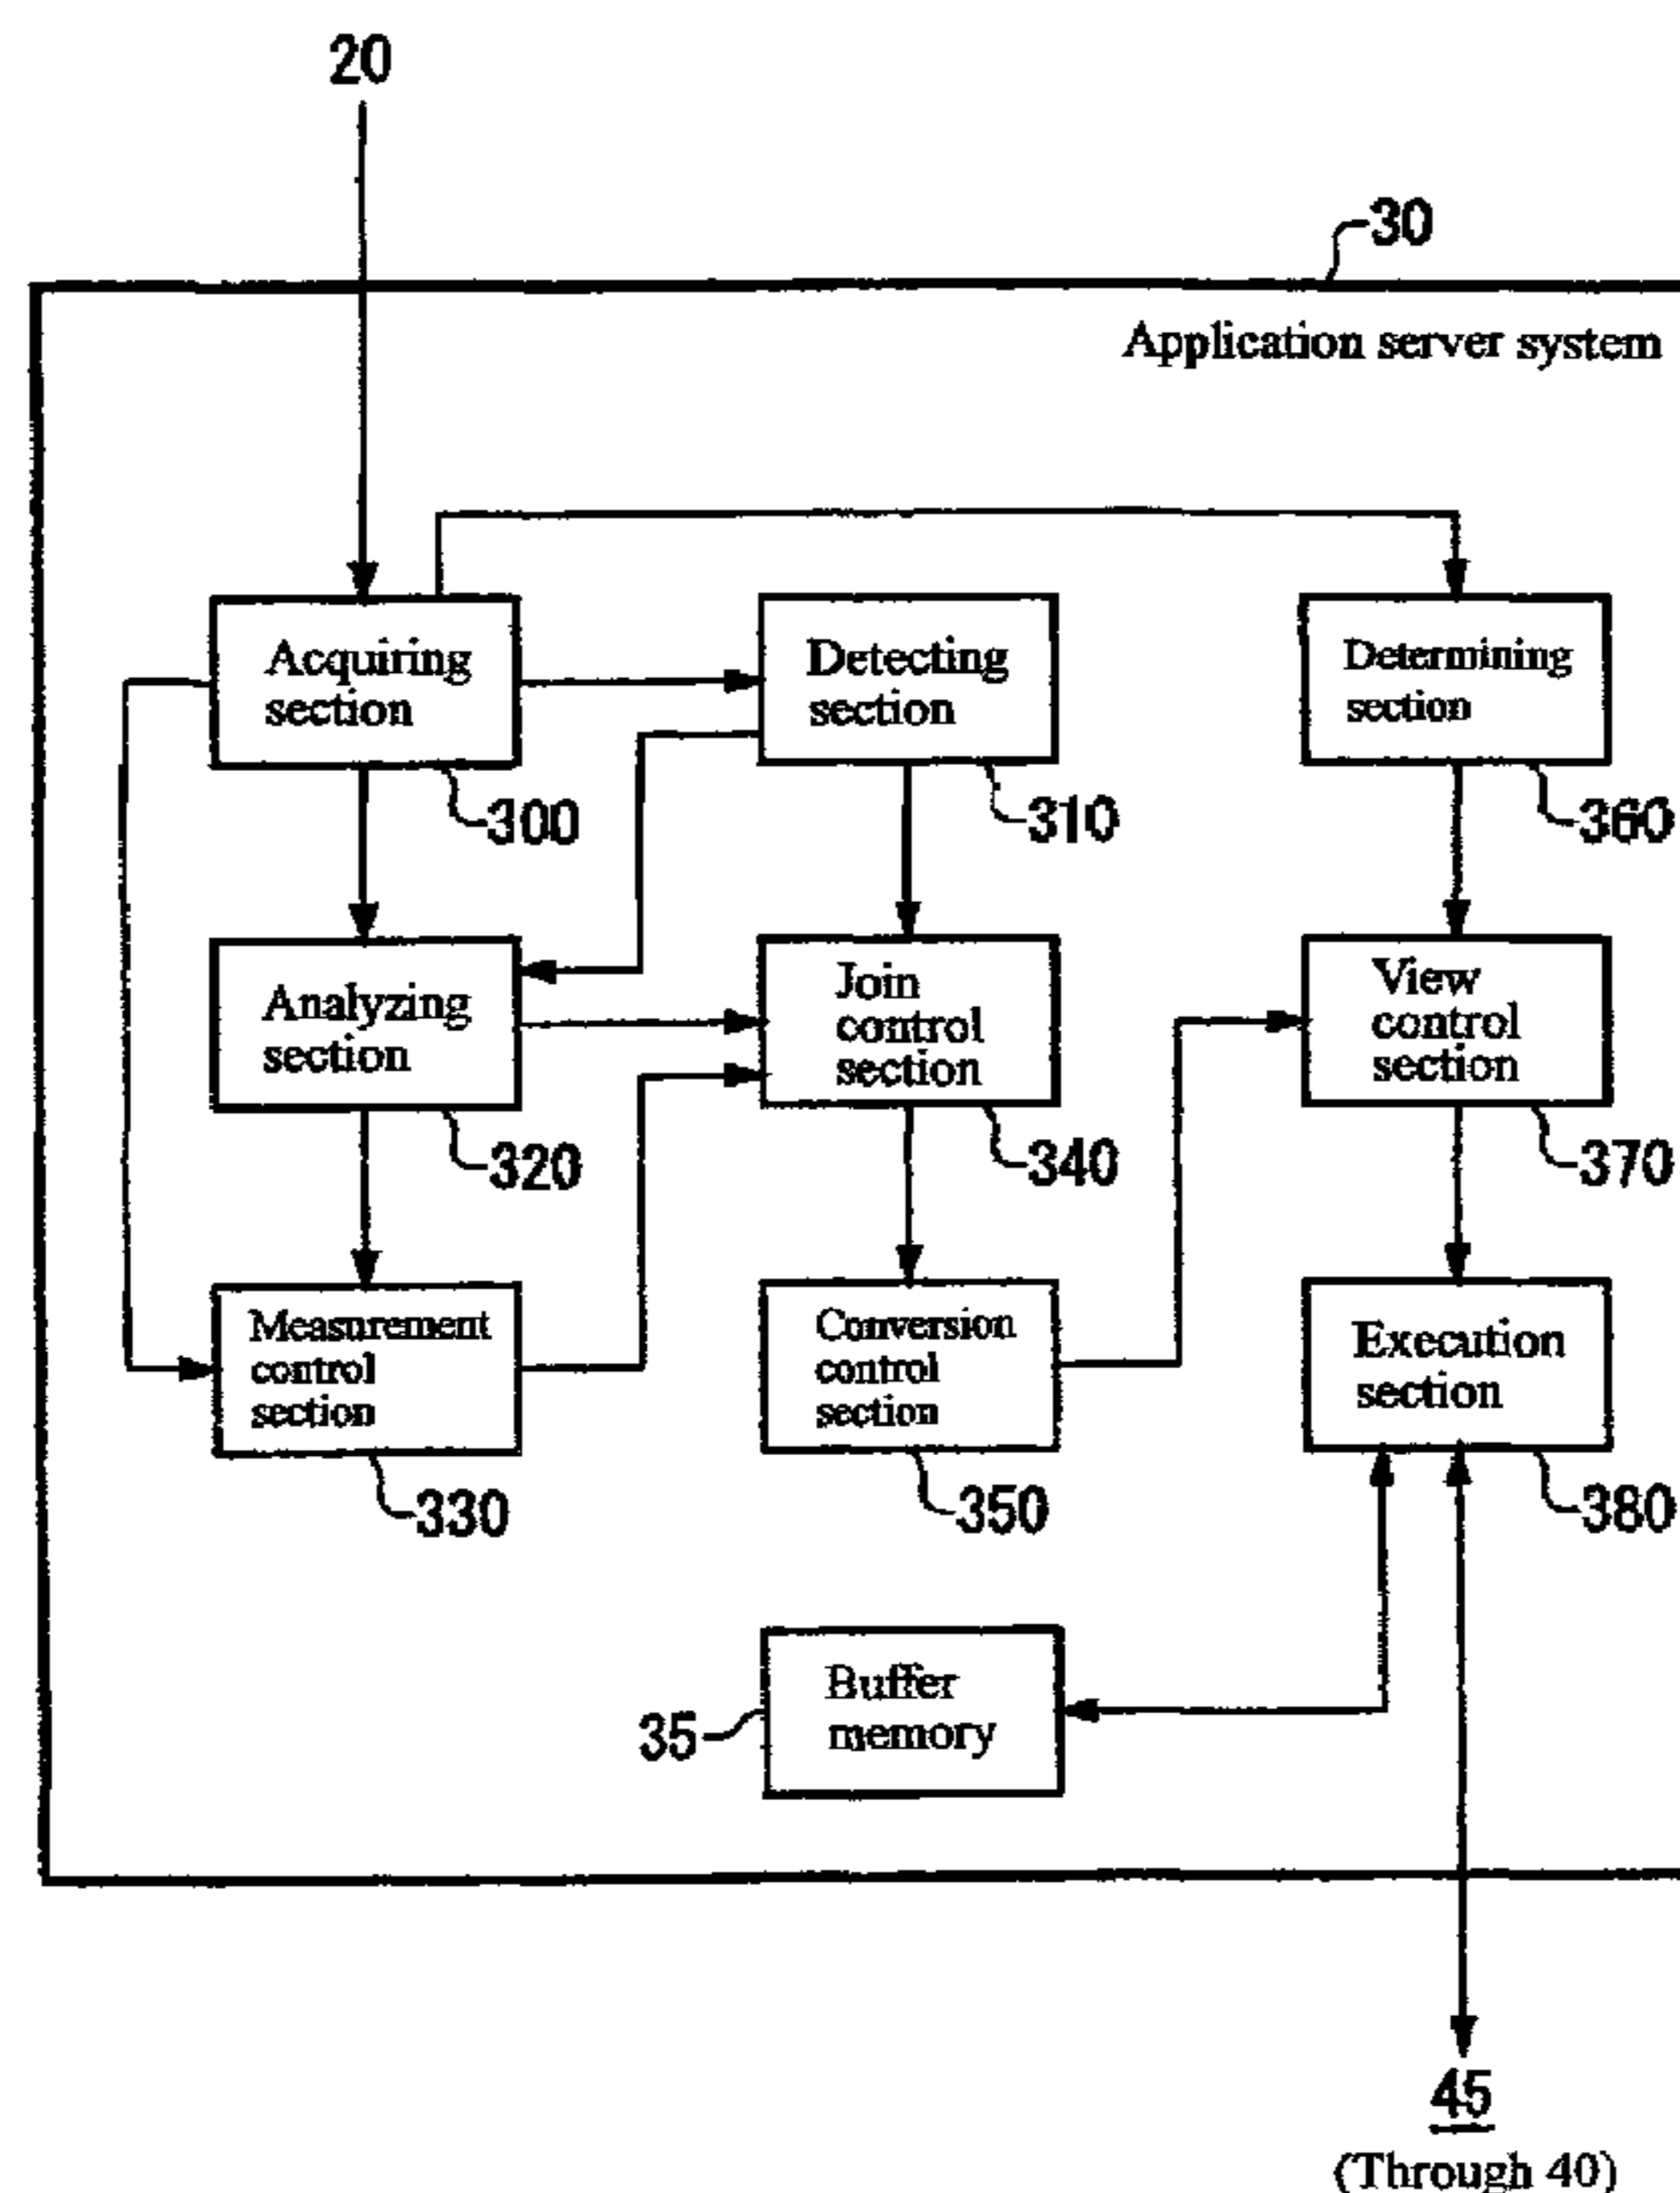 20
30
Application server system
Acquiring
section
300
Detecting
section
310
Determining
section
360
Analyzing
section
320
Join
control
section
340
View
control
section
370
Measurement
control
section
330
Conversion
control
section
350
Execution
section
380
Buffer
memory
35
45
(Through 40)